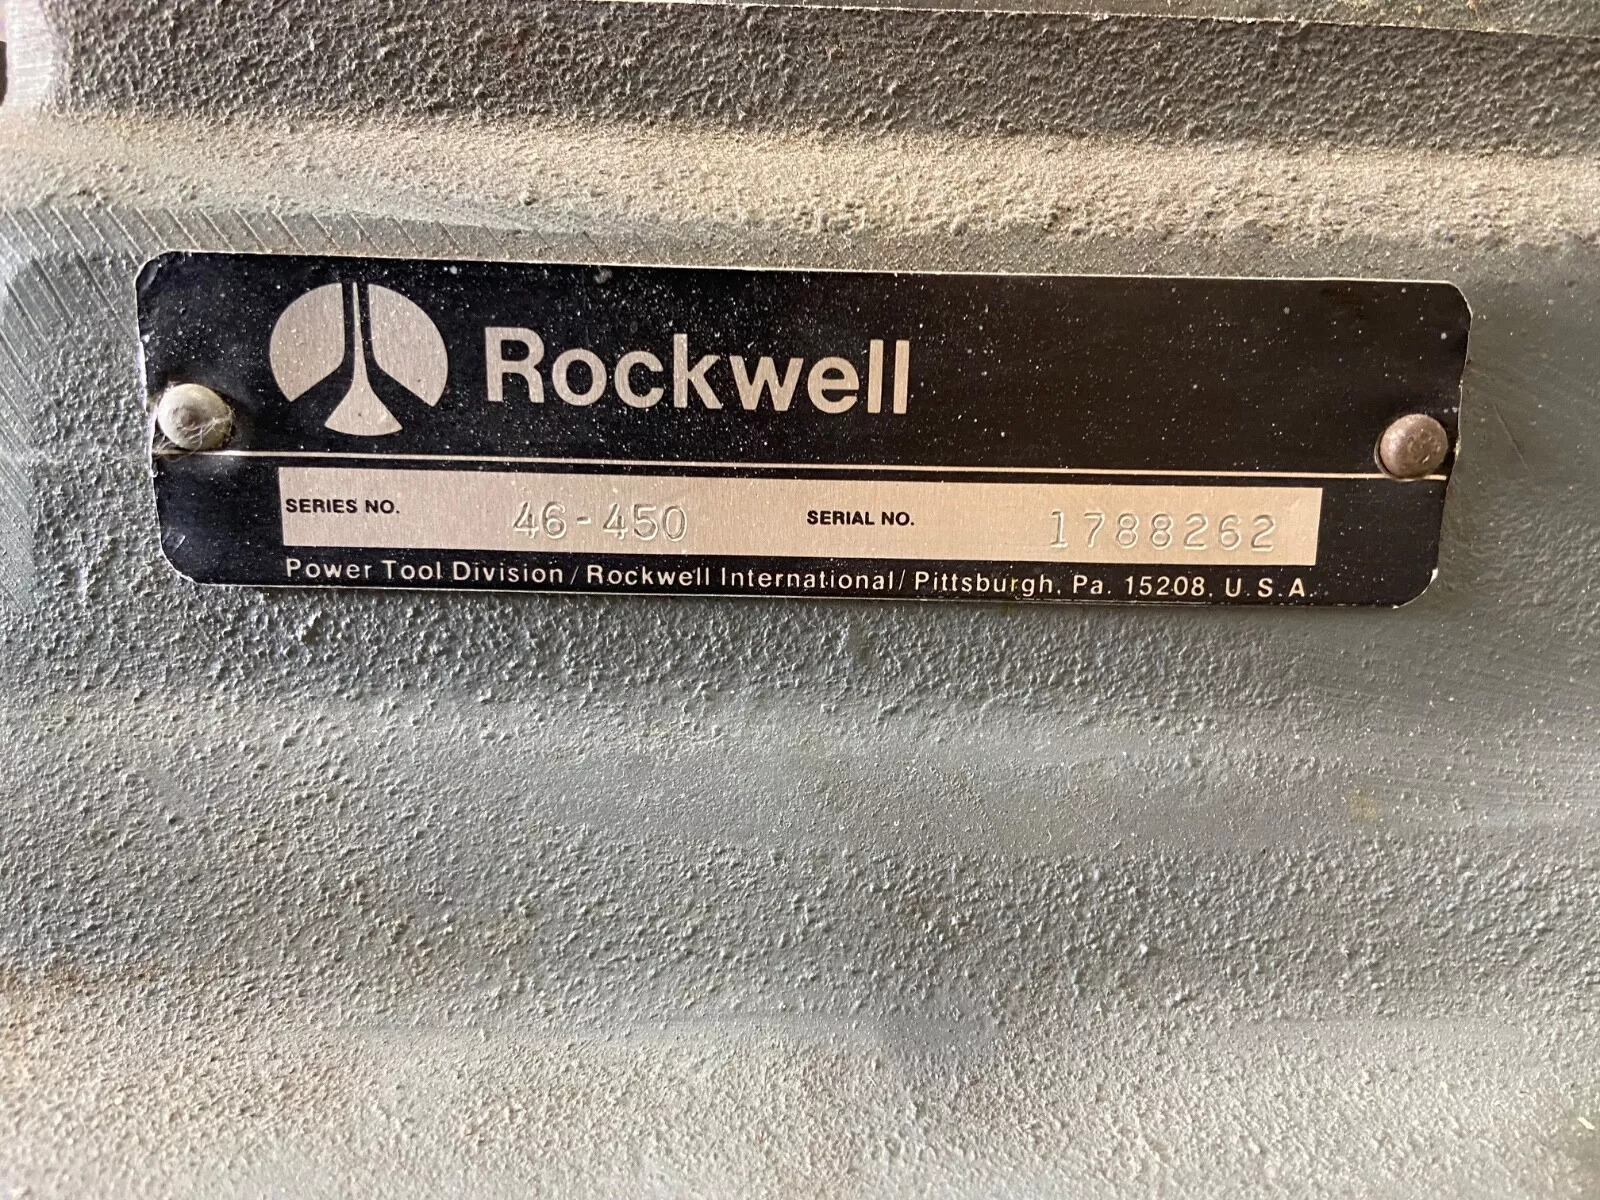 Rockwell
SERIES NO. 46-450 SERIAL NO. 1788262
Power Tool Division / Rockwell International / Pittsburgh, Pa. 15208, U.S.A.